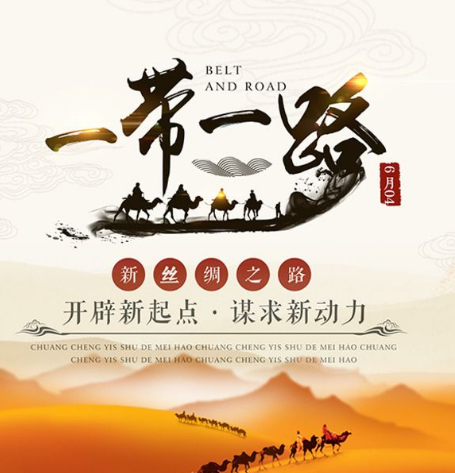 BELT
AND ROAD
一带一路
6月04
新丝绸之路
开辟新起点·谋求新动力
CHUANG CHENG YIS SHU DE MEI HAO CHUANG CHENG YIS SHU DE MEI HAO CHUANG
CHENG YIS SHU DE MEI HAO CHUANG CHENG YIS SHU DE MEI HAO